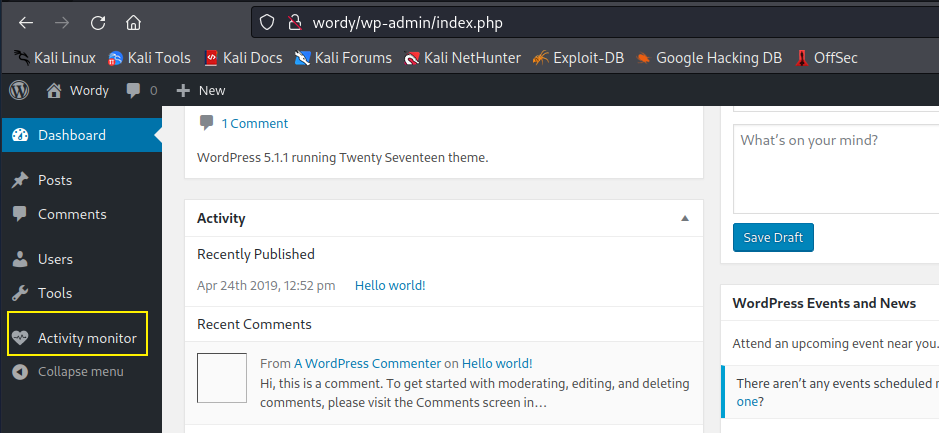 wordy/wp-admin/index.php
Kali Linux Kali Tools Kali Docs Kali Forums Kali NetHunter Exploit-DB Google Hacking DB OffSec
Wordy 0 New
Dashboard
Posts
Comments
Users
Tools
Activity monitor
Collapse menu
1 Comment
WordPress 5.1.1 running Twenty Seventeen theme.
Activity
Recently Published
Apr 24th 2019, 12:52 pm Hello world!
Recent Comments
From A WordPress Commenter on Hello world!
Hi, this is a comment. To get started with moderating, editing, and deleting
comments, please visit the Comments screen in…
What's on your mind?
Save Draft
WordPress Events and News
Attend an upcoming event near you.
There aren't any events scheduled
one?